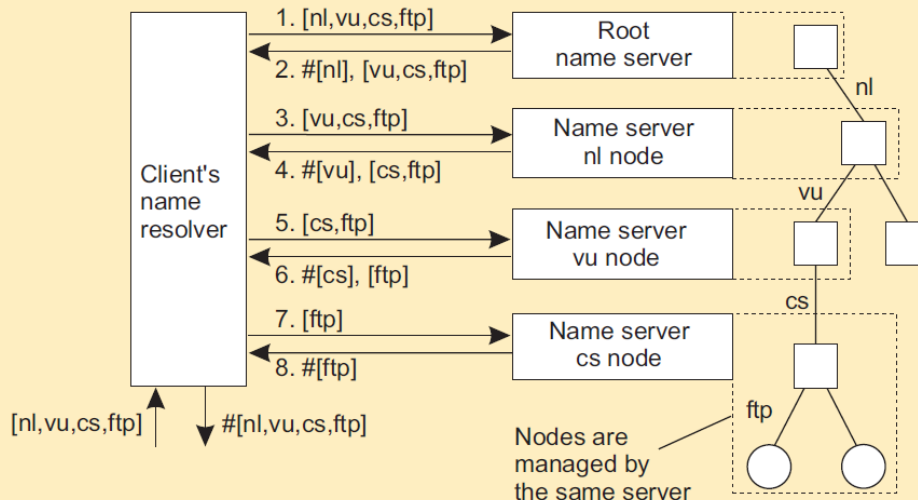 1. [nl,vu,cs,ftp]
2. #[nl], [vu,cs,ftp]
Root
name server
nl
3. [vu,cs,ftp]
4. #[vu], [cs,ftp]
Name server
nl node
vu
Client's
name
resolver
5. [cs,ftp]
6. #[cs], [ftp]
Name server
vu node
cs
7. [ftp]
8. #[ftp]
Name server
cs node
ftp
[nl,vu,cs,ftp]
#[nl,vu,cs,ftp]
Nodes are
managed by
the same server